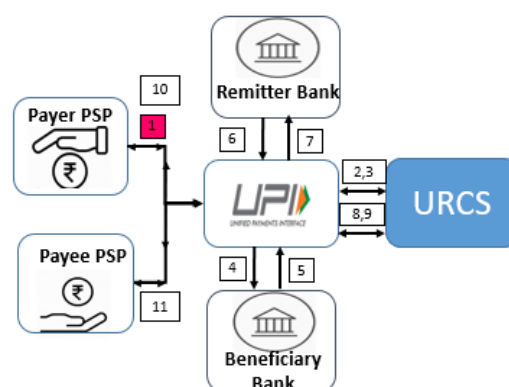 10
Payer PSP
1
₹
Remitter Bank
6
7
UPI
UNIFIED PAYMENTS INTERFACE
2,3
8,9
URCS
Payee PSP
₹
11
4
5
Beneficiary
Bank